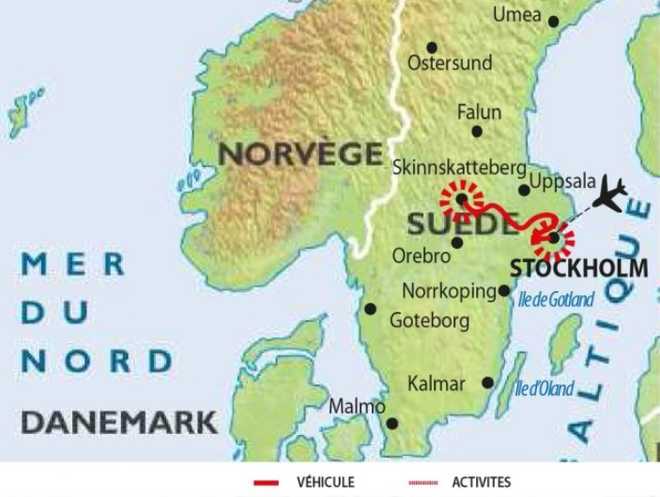 Umea
Ostersund
Falun
NORVÈGE
Skinnskatteberg
Uppsala
SUÈDE
Orebro
STOCKHOLM
MER
DU
NORD
Norrkoping
Ile de Gotland
Goteborg
BALTIQUE
Kalmar
Ile d'Oland
Malmo
DANEMARK
VÉHICULE
ACTIVITES